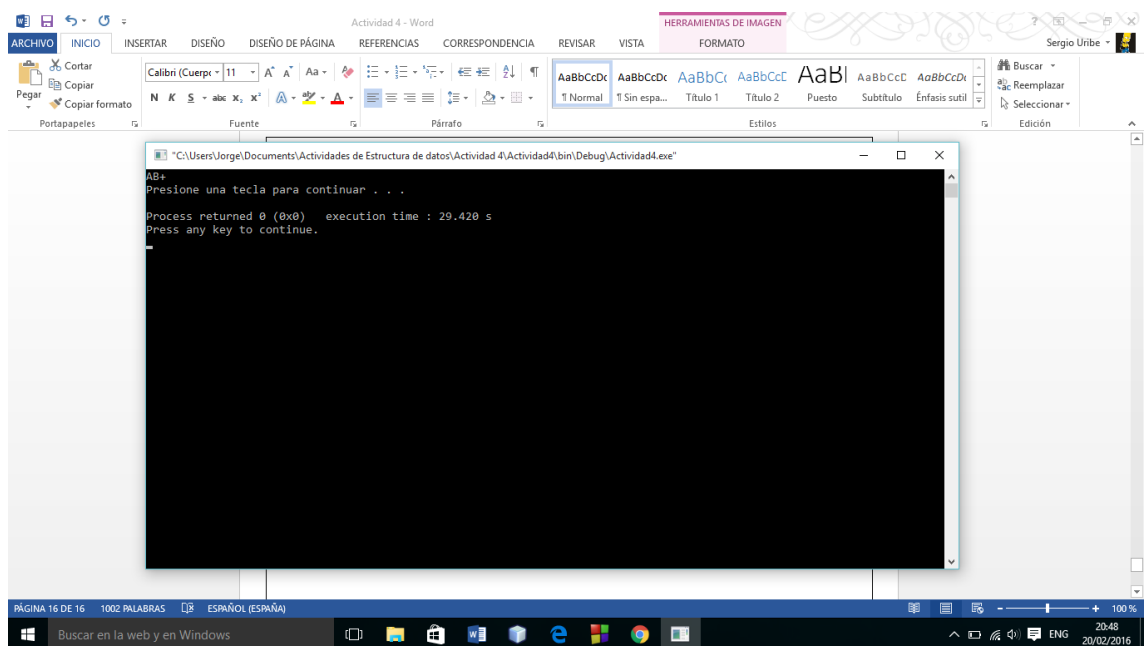 Actividad 4 - Word
HERRAMIENTAS DE IMAGEN
ARCHIVO INICIO INSERTAR DISEÑO DISEÑO DE PÁGINA REFERENCIAS CORRESPONDENCIA REVISAR VISTA FORMATO Sergio Uribe
Pegar
Cortar
Copiar
Copiar formato
Portapapeles
Calibri (Cuerpo 11
N K S abc x₂ x²
Fuente
Párrafo
AaBbCcDc AaBbCcDc AaBbCc AaBbCcD AaBl AaBbCcD AaBbCcDc
¶ Normal ¶ Sin espa... Título 1 Título 2 Puesto Subtítulo Énfasis sutil
Estilos
Buscar
Reemplazar
Seleccionar
Edición
"C:\Users\Jorge\Documents\Actividades de Estructura de datos\Actividad 4\Actividad4\bin\Debug\Actividad4.exe"
AB+
Presione una tecla para continuar . . .
Process returned 0 (0x0) execution time : 29.420 s
Press any key to continue.
PÁGINA 16 DE 16 1002 PALABRAS ESPAÑOL (ESPAÑA) 100 %
Buscar en la web y en Windows
ENG
20:48
20/02/2016